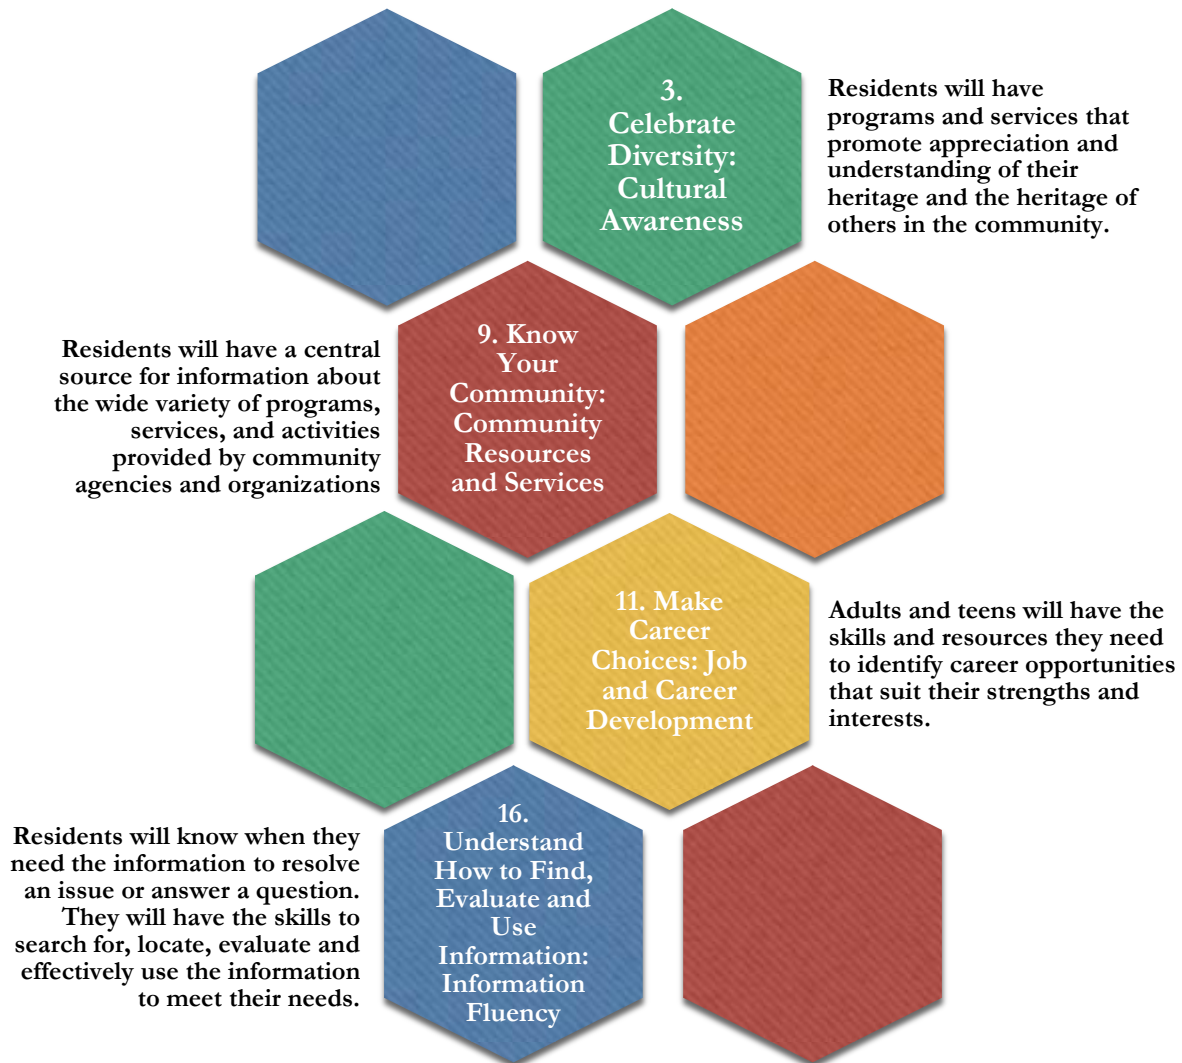 3.
Celebrate
Diversity:
Cultural
Awareness
Residents will have
programs and services that
promote appreciation and
understanding of their
heritage and the heritage of
others in the community.
9. Know
Your
Community:
Community
Resources
and Services
Residents will have a central
source for information about
the wide variety of programs,
services, and activities
provided by community
agencies and organizations
11. Make
Career
Choices: Job
and Career
Development
Adults and teens will have the
skills and resources they need
to identify career opportunities
that suit their strengths and
interests.
16.
Understand
How to Find,
Evaluate and
Use
Information:
Information
Fluency
Residents will know when they
need the information to resolve
an issue or answer a question.
They will have the skills to
search for, locate, evaluate and
effectively use the information
to meet their needs.